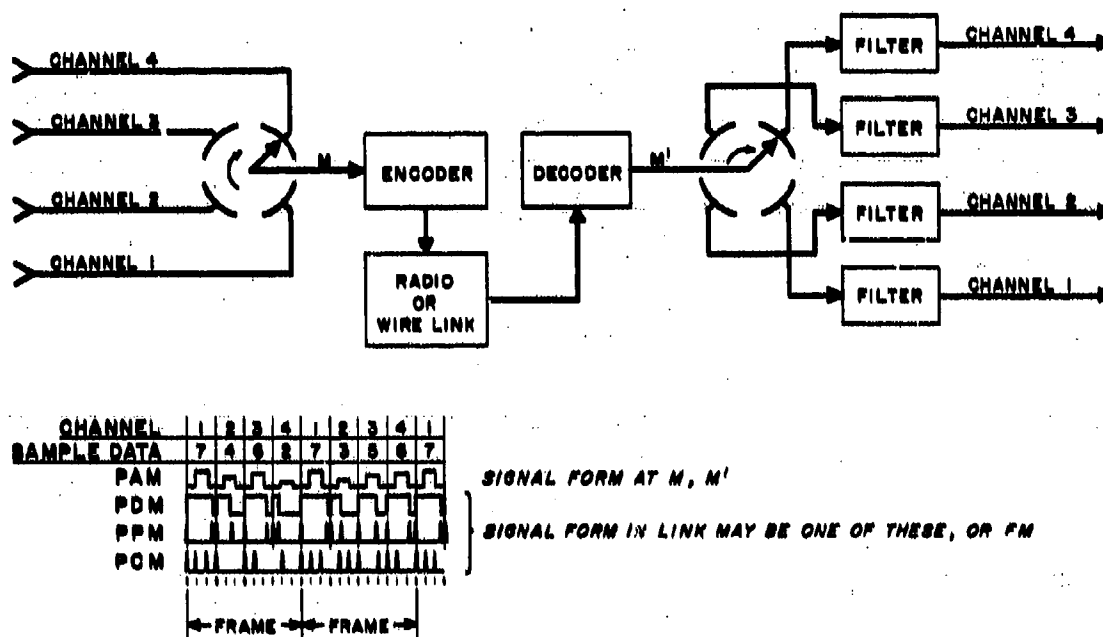 CHANNEL 4
CHANNEL 3
CHANNEL 2
CHANNEL 1
M
ENCODER
RADIO
OR
WIRE LINK
DECODER
M'
FILTER
CHANNEL 4
FILTER
CHANNEL 3
FILTER
CHANNEL 2
FILTER
CHANNEL 1
CHANNEL 1 2 3 4 1 2 3 4 1
SAMPLE DATA 7 4 6 2 7 3 5 6 7
PAM SIGNAL FORM AT M, M'
PDM
PPM SIGNAL FORM IN LINK MAY BE ONE OF THESE, OR FM
PCM
FRAME FRAME